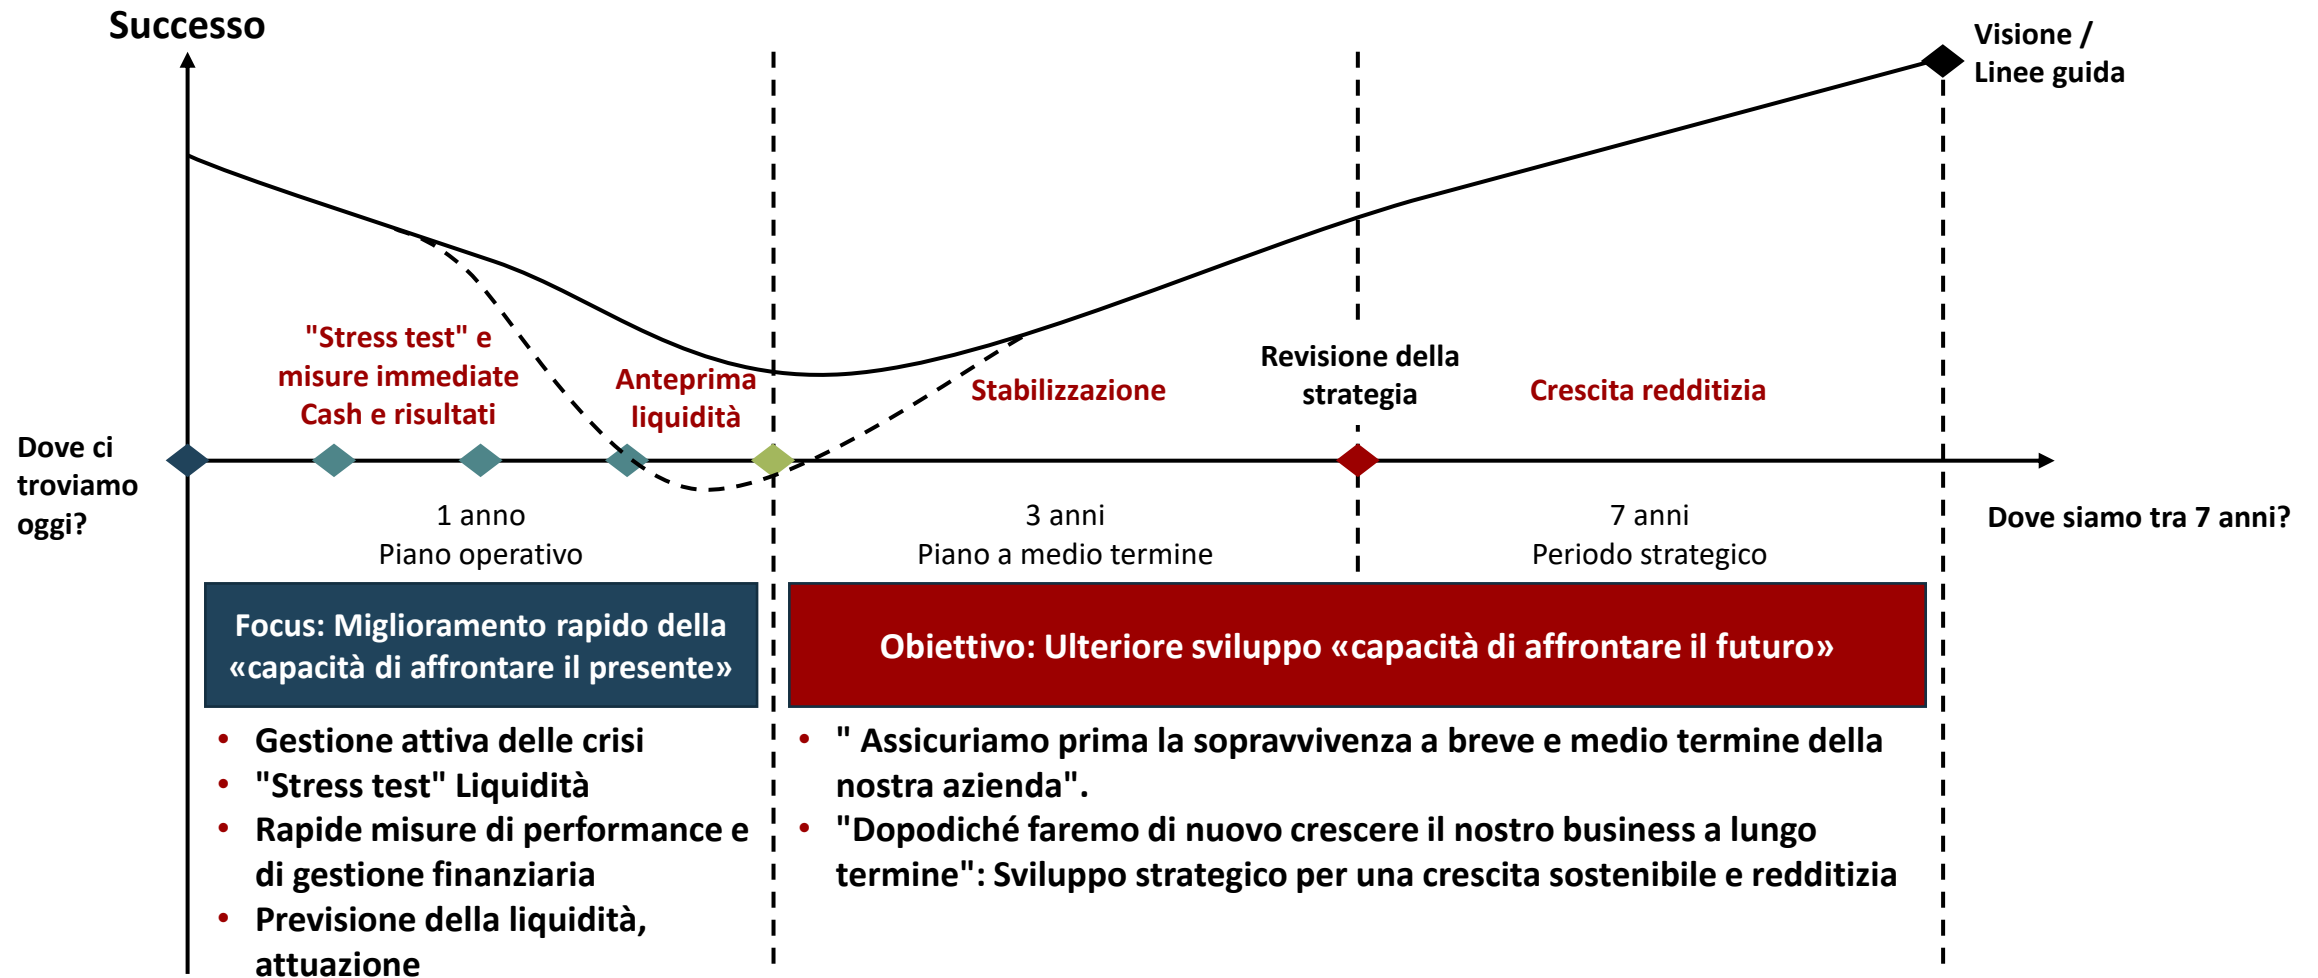 Successo
Visione /
Linee guida
"Stress test" e
misure immediate
Cash e risultati
Anteprima
liquidità
Stabilizzazione
Revisione della
strategia
Crescita redditizia
Dove ci
troviamo
oggi?
1 anno
Piano operativo
3 anni
Piano a medio termine
7 anni
Periodo strategico
Dove siamo tra 7 anni?
Focus: Miglioramento rapido della
«capacità di affrontare il presente»
Obiettivo: Ulteriore sviluppo «capacità di affrontare il futuro»
• Gestione attiva delle crisi
• "Stress test" Liquidità
• Rapide misure di performance e
di gestione finanziaria
• Previsione della liquidità,
attuazione
• " Assicuriamo prima la sopravvivenza a breve e medio termine della
nostra azienda".
• "Dopodiché faremo di nuovo crescere il nostro business a lungo
termine": Sviluppo strategico per una crescita sostenibile e redditizia